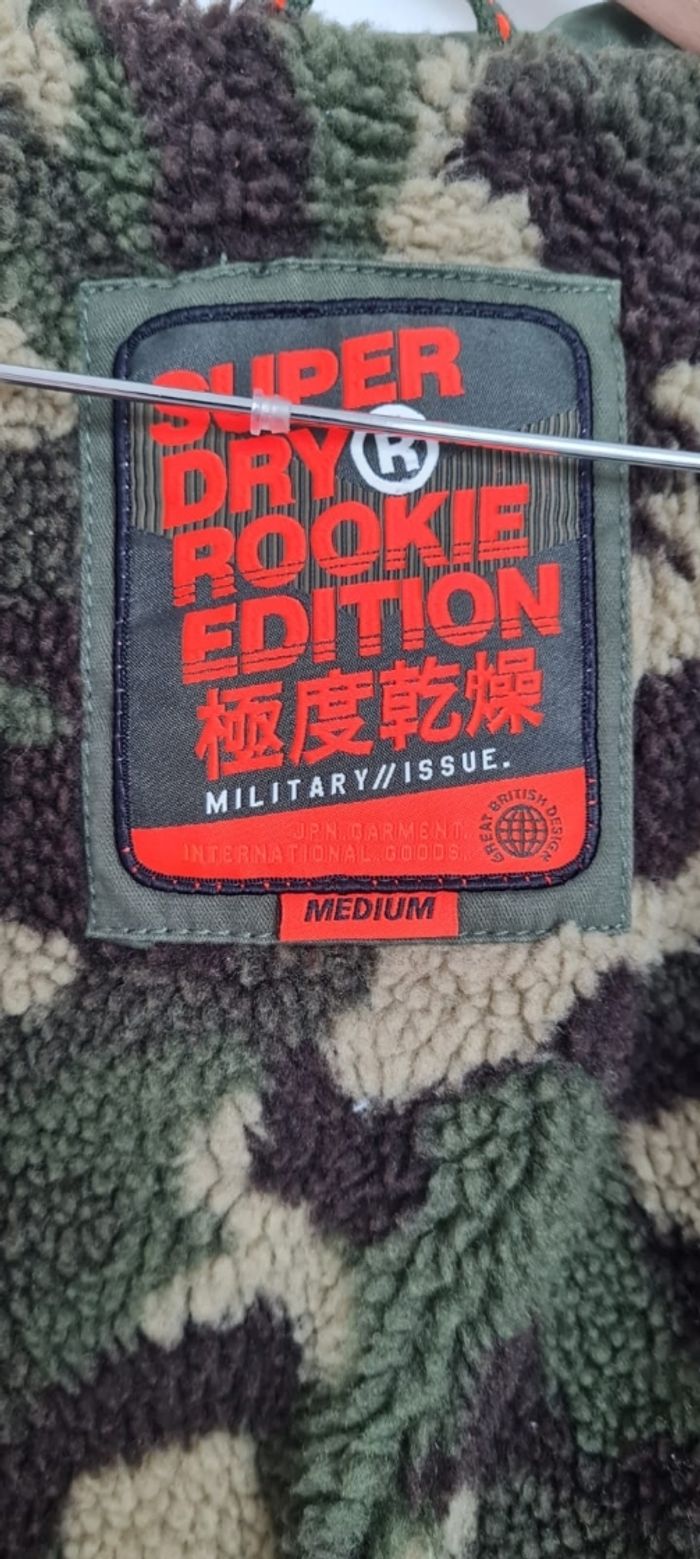 SUPER
DRY®
ROOKIE
EDITION
極度乾燥
MILITARY//ISSUE.
JPN.GARMENT.
INTERNATIONAL.GOODS.
GREAT BRITISH DESIGN
MEDIUM